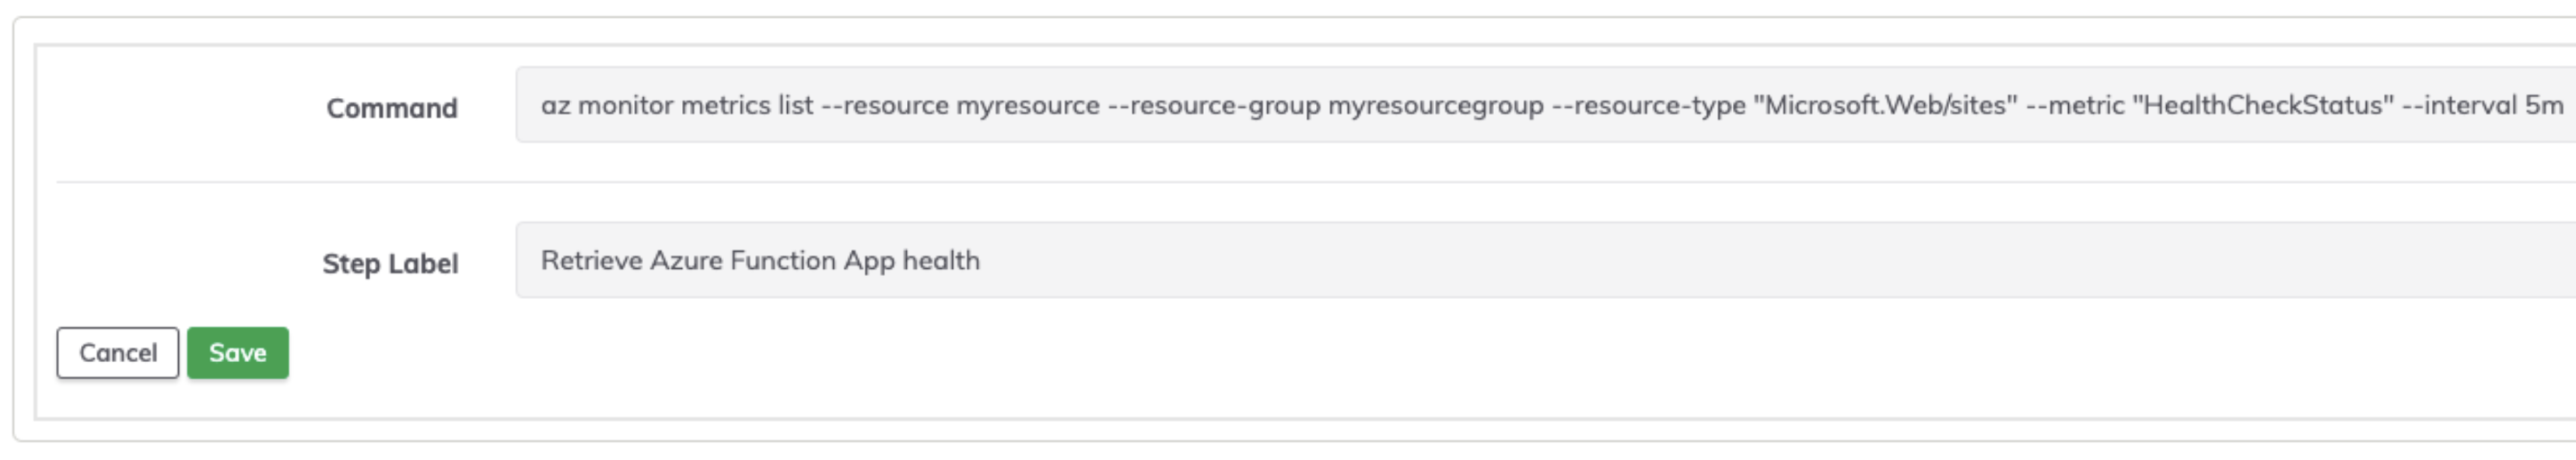 Command
az monitor metrics list --resource myresource --resource-group myresourcegroup --resource-type "Microsoft.Web/sites" --metric "HealthCheckStatus" --interval 5m
Step Label
Retrieve Azure Function App health
Cancel Save